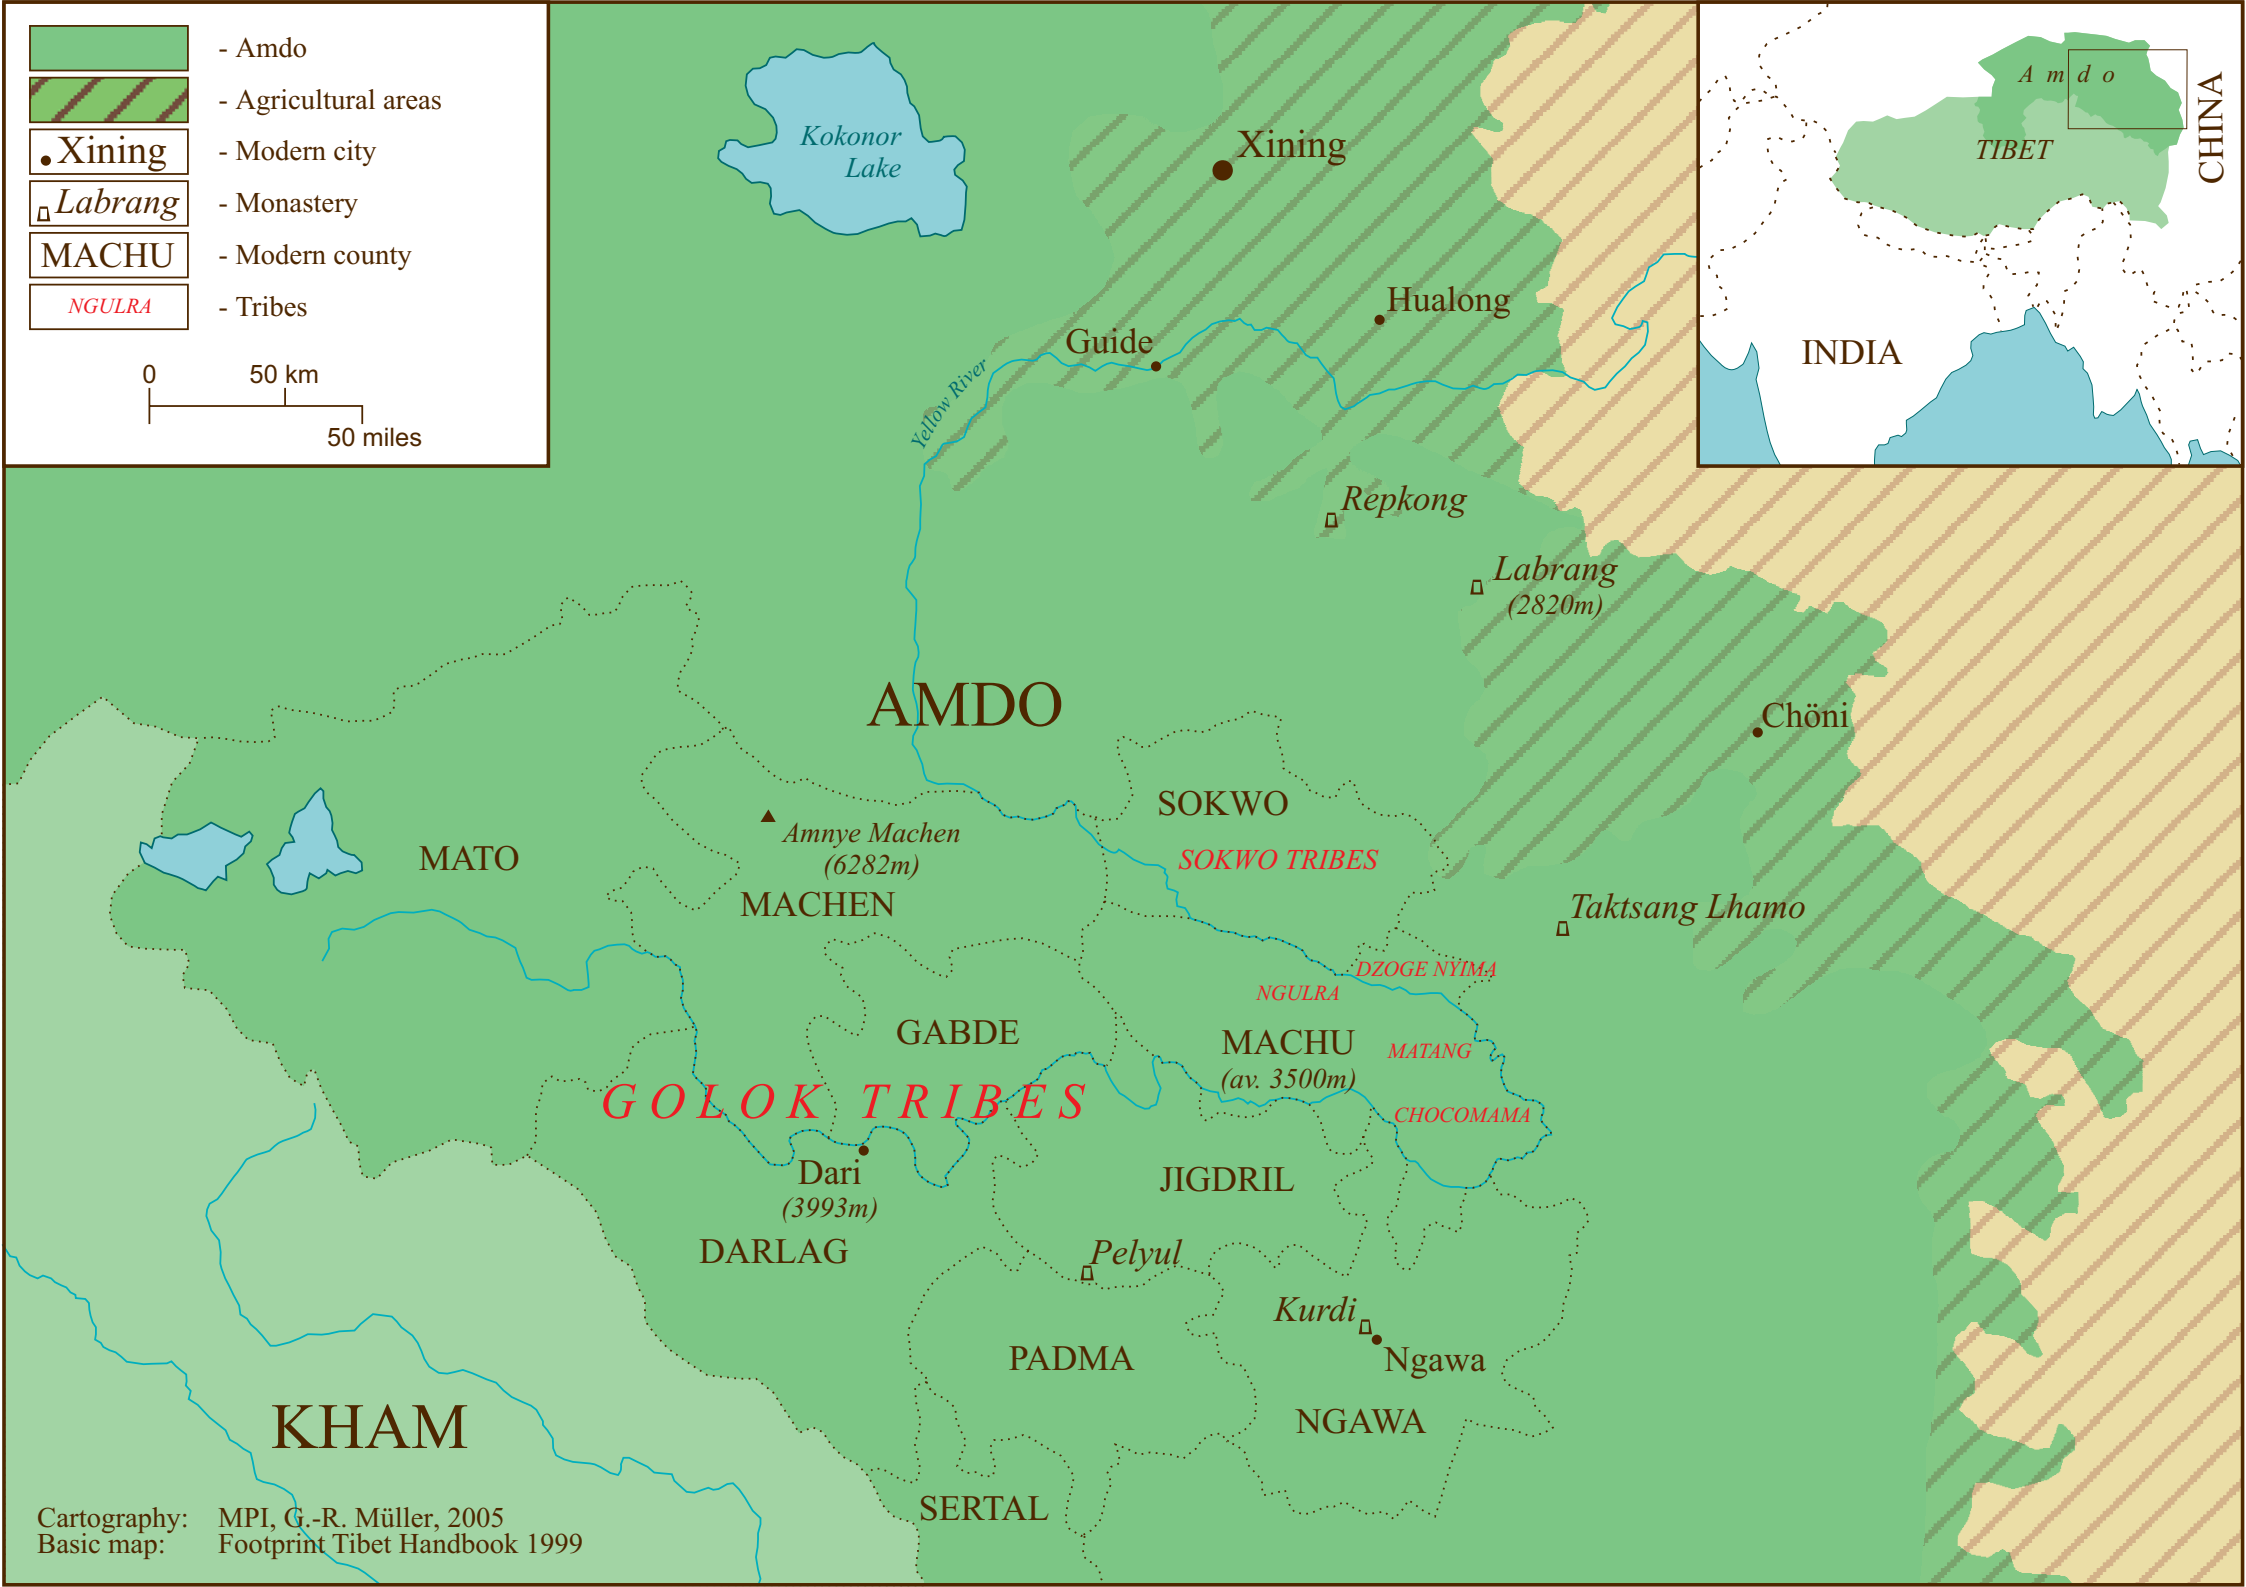 - Amdo
- Agricultural areas
Xining
- Modern city
Labrang
- Monastery
MACHU
- Modern county
NGULRA
- Tribes
0
50 km
50 miles
Kokonor
Lake
Xining
Hualong
Guide
Yellow River
Repkong
Labrang
(2820m)
Chöni
AMDO
SOKWO
SOKWO TRIBES
Amnye Machen
(6282m)
MATO
MACHEN
Taktsang Lhamo
DZOGE NYIMA
NGULRA
GABDE
MACHU
(av. 3500m)
MATANG
GOLOK TRIBES
CHOCOMAMA
Dari
(3993m)
JIGDRIL
DARLAG
Pelyul
Kurdi
Ngawa
PADMA
NGAWA
KHAM
SERTAL
Cartography: MPI, G.-R. Müller, 2005
Basic map: Footprint Tibet Handbook 1999
Amdo
TIBET
CHINA
INDIA